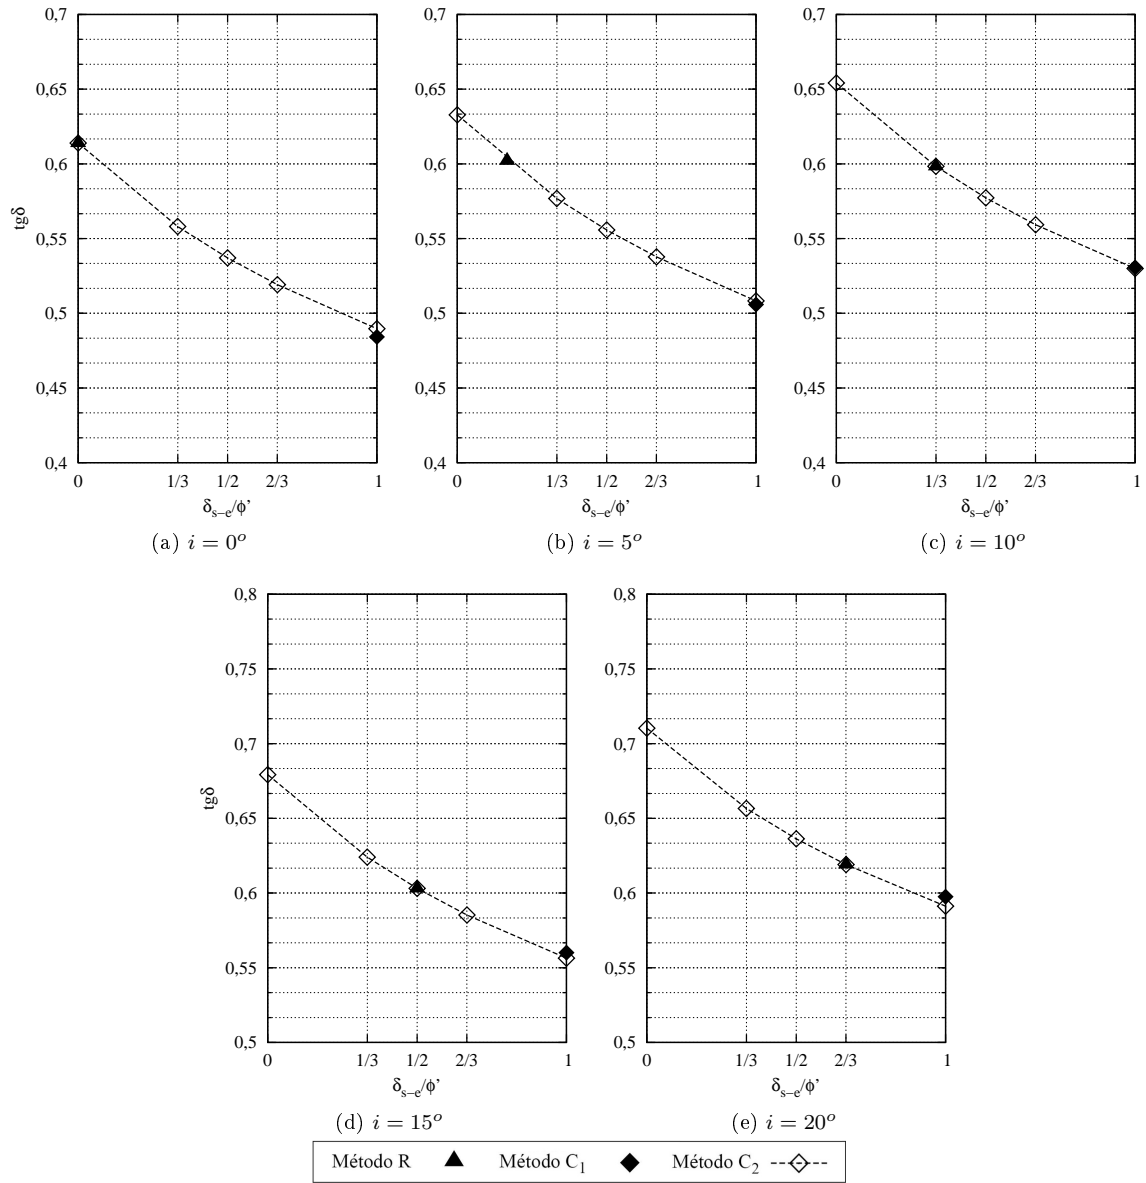 0,7 0,7 0,7
0,65 0,65 0,65
0,6 0,6 0,6
tgδ
0,55 0,55 0,55
0,5 0,5 0,5
0,45 0,45 0,45
0,4 0,4 0,4
0 1/3 1/2 2/3 1 0 1/3 1/2 2/3 1 0 1/3 1/2 2/3 1
δs–e/ϕ' δs–e/ϕ' δs–e/ϕ'
(a) i = 0º (b) i = 5º (c) i = 10º
0,8 0,8
0,75 0,75
0,7 0,7
tgδ
0,65 0,65
0,6 0,6
0,55 0,55
0,5 0,5
0 1/3 1/2 2/3 1 0 1/3 1/2 2/3 1
δs–e/ϕ' δs–e/ϕ'
(d) i = 15º (e) i = 20º
Método R Método C1 Método C2